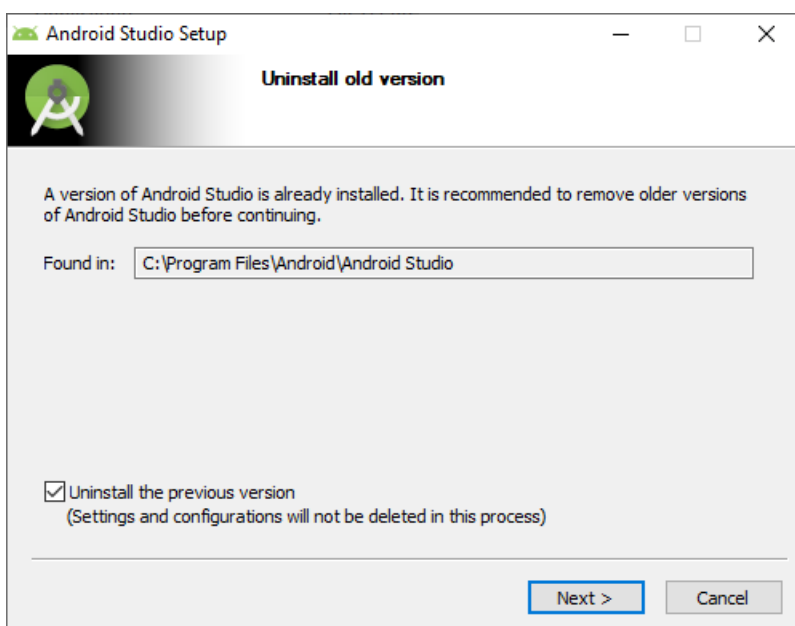 Android Studio Setup
Uninstall old version
A version of Android Studio is already installed. It is recommended to remove older versions
of Android Studio before continuing.
Found in: C:\Program Files\Android\Android Studio
Uninstall the previous version
(Settings and configurations will not be deleted in this process)
Next > Cancel